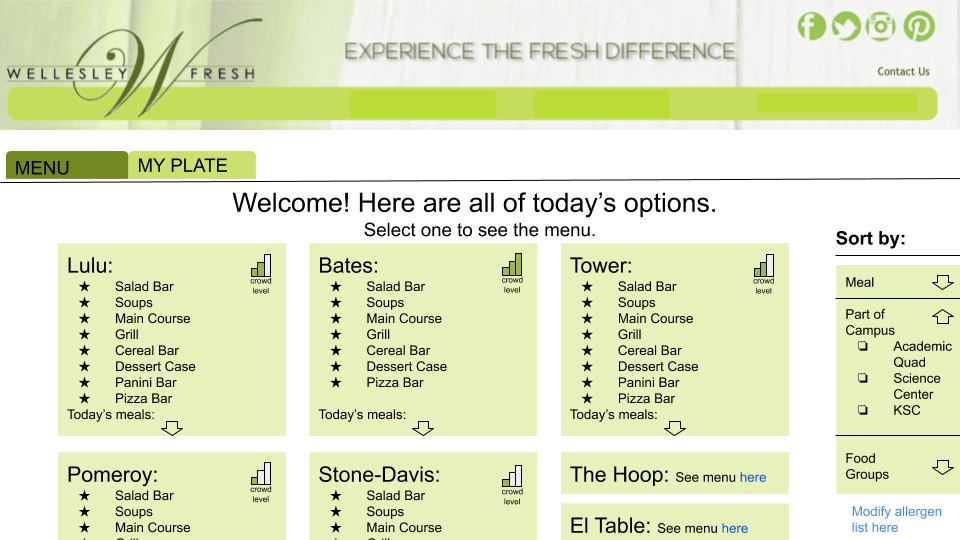 WELLESLEY W FRESH
EXPERIENCE THE FRESH DIFFERENCE
Contact Us
MENU
MY PLATE
Welcome! Here are all of today’s options.
Select one to see the menu.
Lulu:
crowd
level
★ Salad Bar
★ Soups
★ Main Course
★ Grill
★ Cereal Bar
★ Dessert Case
★ Panini Bar
★ Pizza Bar
Today’s meals:
Bates:
crowd
level
★ Salad Bar
★ Soups
★ Main Course
★ Grill
★ Cereal Bar
★ Dessert Case
★ Pizza Bar
Today’s meals:
Tower:
crowd
level
★ Salad Bar
★ Soups
★ Main Course
★ Grill
★ Cereal Bar
★ Dessert Case
★ Panini Bar
★ Pizza Bar
Today’s meals:
Pomeroy:
crowd
level
★ Salad Bar
★ Soups
★ Main Course
Stone-Davis:
crowd
level
★ Salad Bar
★ Soups
★ Main Course
The Hoop: See menu here
El Table: See menu here
Sort by:
Meal
Part of
Campus
❏ Academic
Quad
❏ Science
Center
❏ KSC
Food
Groups
Modify allergen
list here